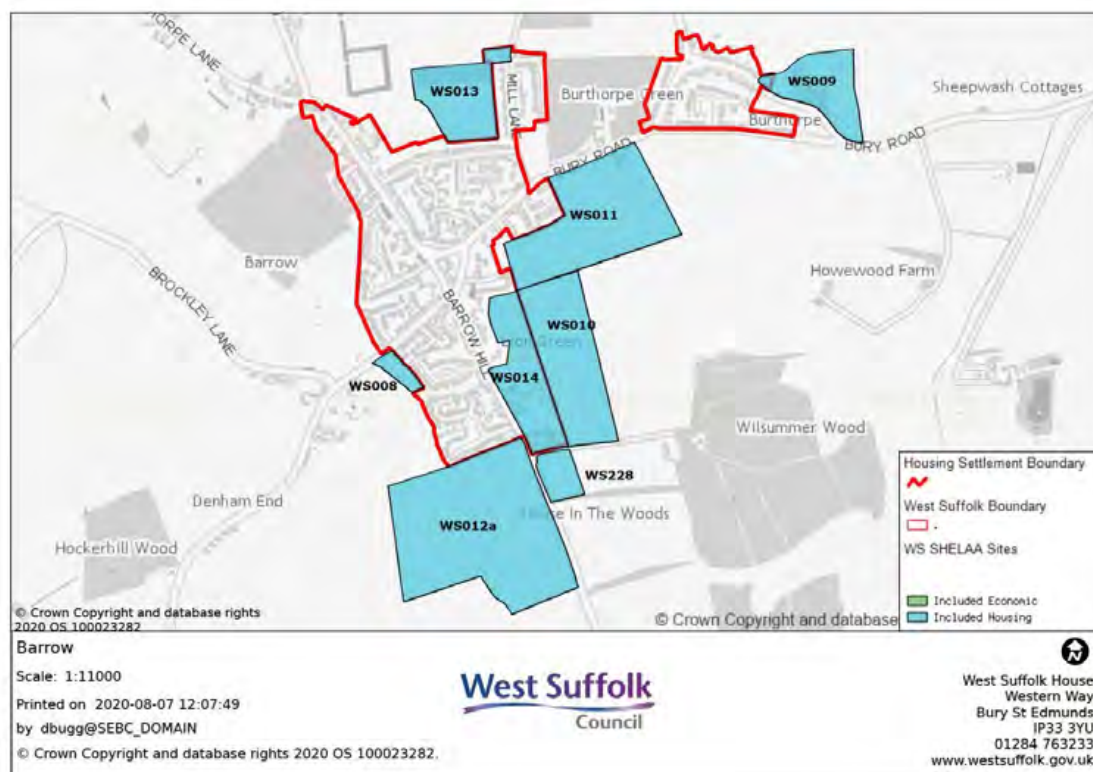 THORPE LANE
WS013
MILL LANE
Burthorpe Green
WS009
Sheepwash Cottages
Burthorpe
BURY ROAD
BURY ROAD
WS011
Barrow
Howewood Farm
BROCKLEY LANE
BARROW HILL
WS010
Green
WS008
WS014
Wilsummer Wood
WS228
Denham End
In The Woods
WS012a
Hockerhill Wood
Housing Settlement Boundary
West Suffolk Boundary
WS SHELAA Sites
Included Economic
Included Housing
© Crown Copyright and database rights
2020 OS 100023282
© Crown Copyright and database
Barrow
Scale: 1:11000
Printed on 2020-08-07 12:07:49
by dbugg@SEBC_DOMAIN
© Crown Copyright and database rights 2020 OS 100023282.
West Suffolk
Council
N
West Suffolk House
Western Way
Bury St Edmunds
IP33 3YU
01284 763233
www.westsuffolk.gov.uk